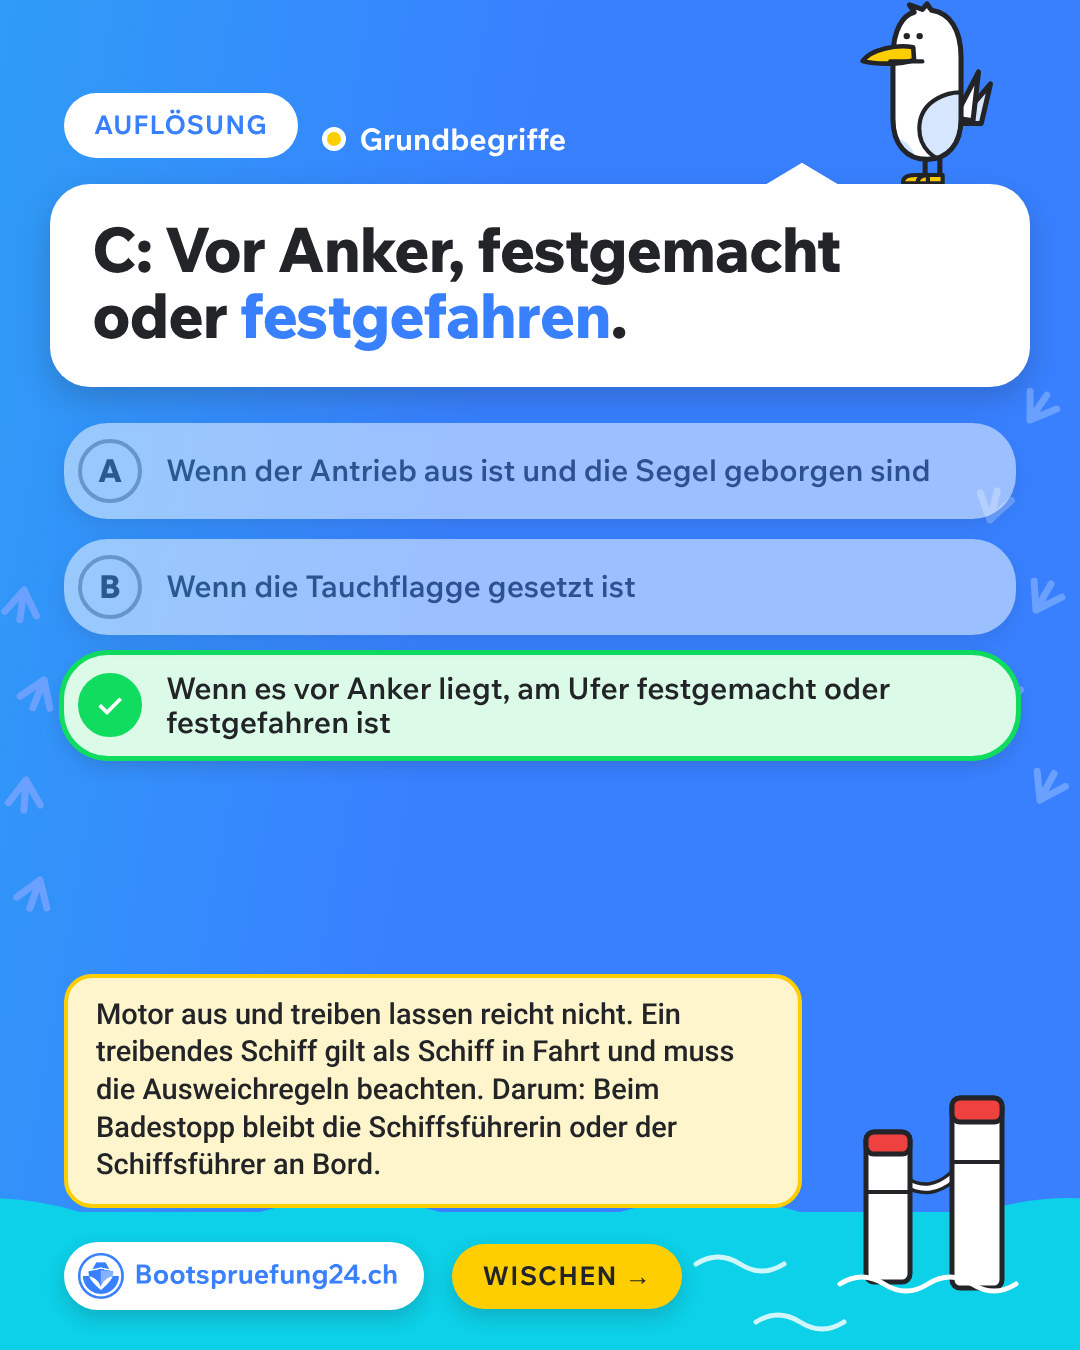 AUFLÖSUNG
Grundbegriffe
C: Vor Anker, festgemacht
oder festgefahren.
A
Wenn der Antrieb aus ist und die Segel geborgen sind
B
Wenn die Tauchflagge gesetzt ist
Wenn es vor Anker liegt, am Ufer festgemacht oder
festgefahren ist
Motor aus und treiben lassen reicht nicht. Ein
treibendes Schiff gilt als Schiff in Fahrt und muss
die Ausweichregeln beachten. Darum: Beim
Badestopp bleibt die Schiffsführerin oder der
Schiffsführer an Bord.
Bootspruefung24.ch
WISCHEN →